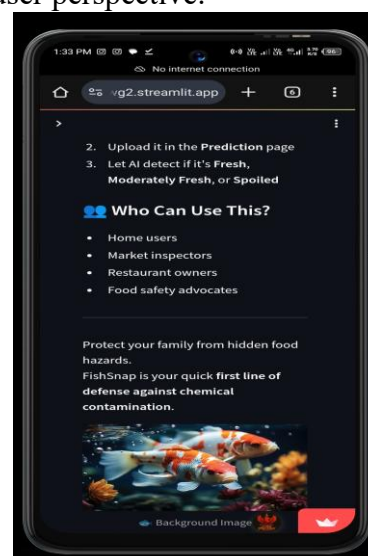 user perspective.
1:33 PM
96
No internet connection
vg2.streamlit.app
6
2. Upload it in the Prediction page
3. Let AI detect if it's Fresh,
Moderately Fresh, or Spoiled
Who Can Use This?
• Home users
• Market inspectors
• Restaurant owners
• Food safety advocates
Protect your family from hidden food
hazards.
FishSnap is your quick first line of
defense against chemical
contamination.
Background Image